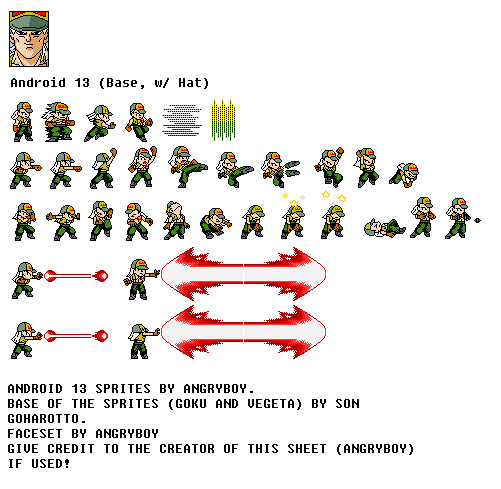 Android 13 (Base, w/ Hat)
ANDROID 13 SPRITES BY ANGRYBOY.
BASE OF THE SPRITES (GOKU AND VEGETA) BY SON
GOHAROTTO.
FACESET BY ANGRYBOY
GIVE CREDIT TO THE CREATOR OF THIS SHEET (ANGRYBOY)
IF USED!